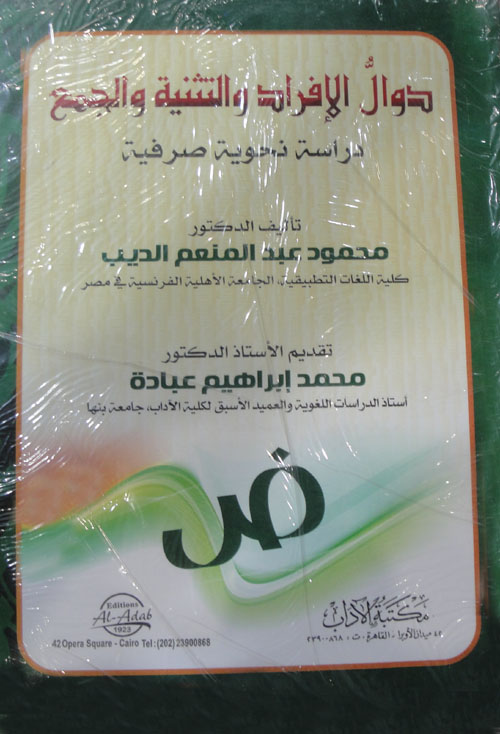 دوالُّ الإفراد والتثنية والجمع
دراسة نحوية صرفية
تأليف الدكتور
محمود عبد المنعم الديب
كلية اللغات التطبيقية، الجامعة الأهلية الفرنسية في مصر
تقديم الأستاذ الدكتور
محمد إبراهيم عبادة
أستاذ الدراسات اللغوية والعميد الأسبق لكلية الآداب، جامعة بنها
ض
مكتبة الآداب
٤٢ ميدان الأوبرا - القاهرة، ت: ٢٣٩٠٠٨٦٨
Editions
Al-Adab
1923
42 Opera Square - Cairo Tel: (202) 23900868